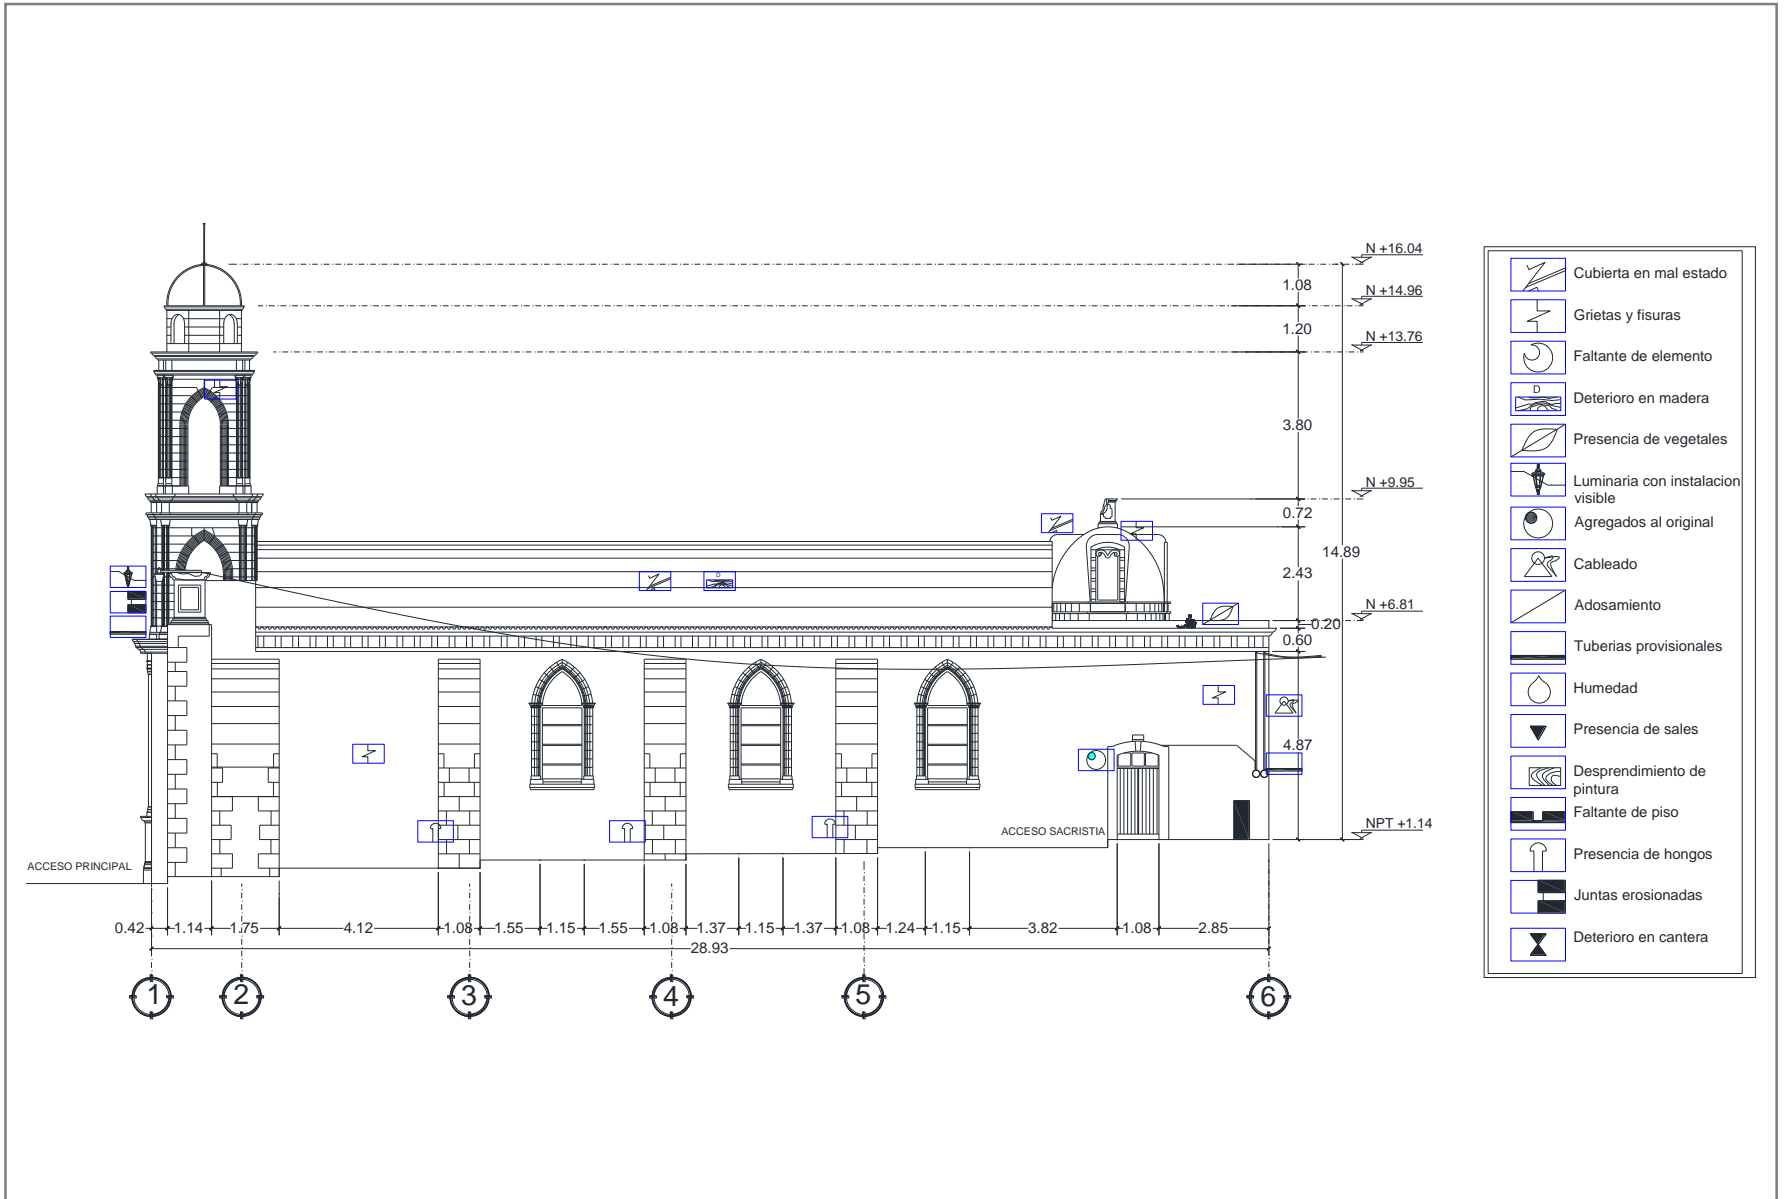 N +16.04
1.08
N +14.96
1.20
N +13.76
3.80
N +9.95
0.72
14.89
2.43
N +6.81
0.20
0.60
4.87
NPT +1.14
D
ACCESO SACRISTIA
ACCESO PRINCIPAL
0.42 1.14 1.75 4.12 1.08 1.55 1.15 1.55 1.08 1.37 1.15 1.37 1.08 1.24 1.15 3.82 1.08 2.85
28.93
1 2 3 4 5 6
Cubierta en mal estado
Grietas y fisuras
Faltante de elemento
D
Deterioro en madera
Presencia de vegetales
Luminaria con instalacion
visible
Agregados al original
Cableado
Adosamiento
Tuberias provisionales
Humedad
Presencia de sales
Desprendimiento de
pintura
Faltante de piso
Presencia de hongos
Juntas erosionadas
Deterioro en cantera